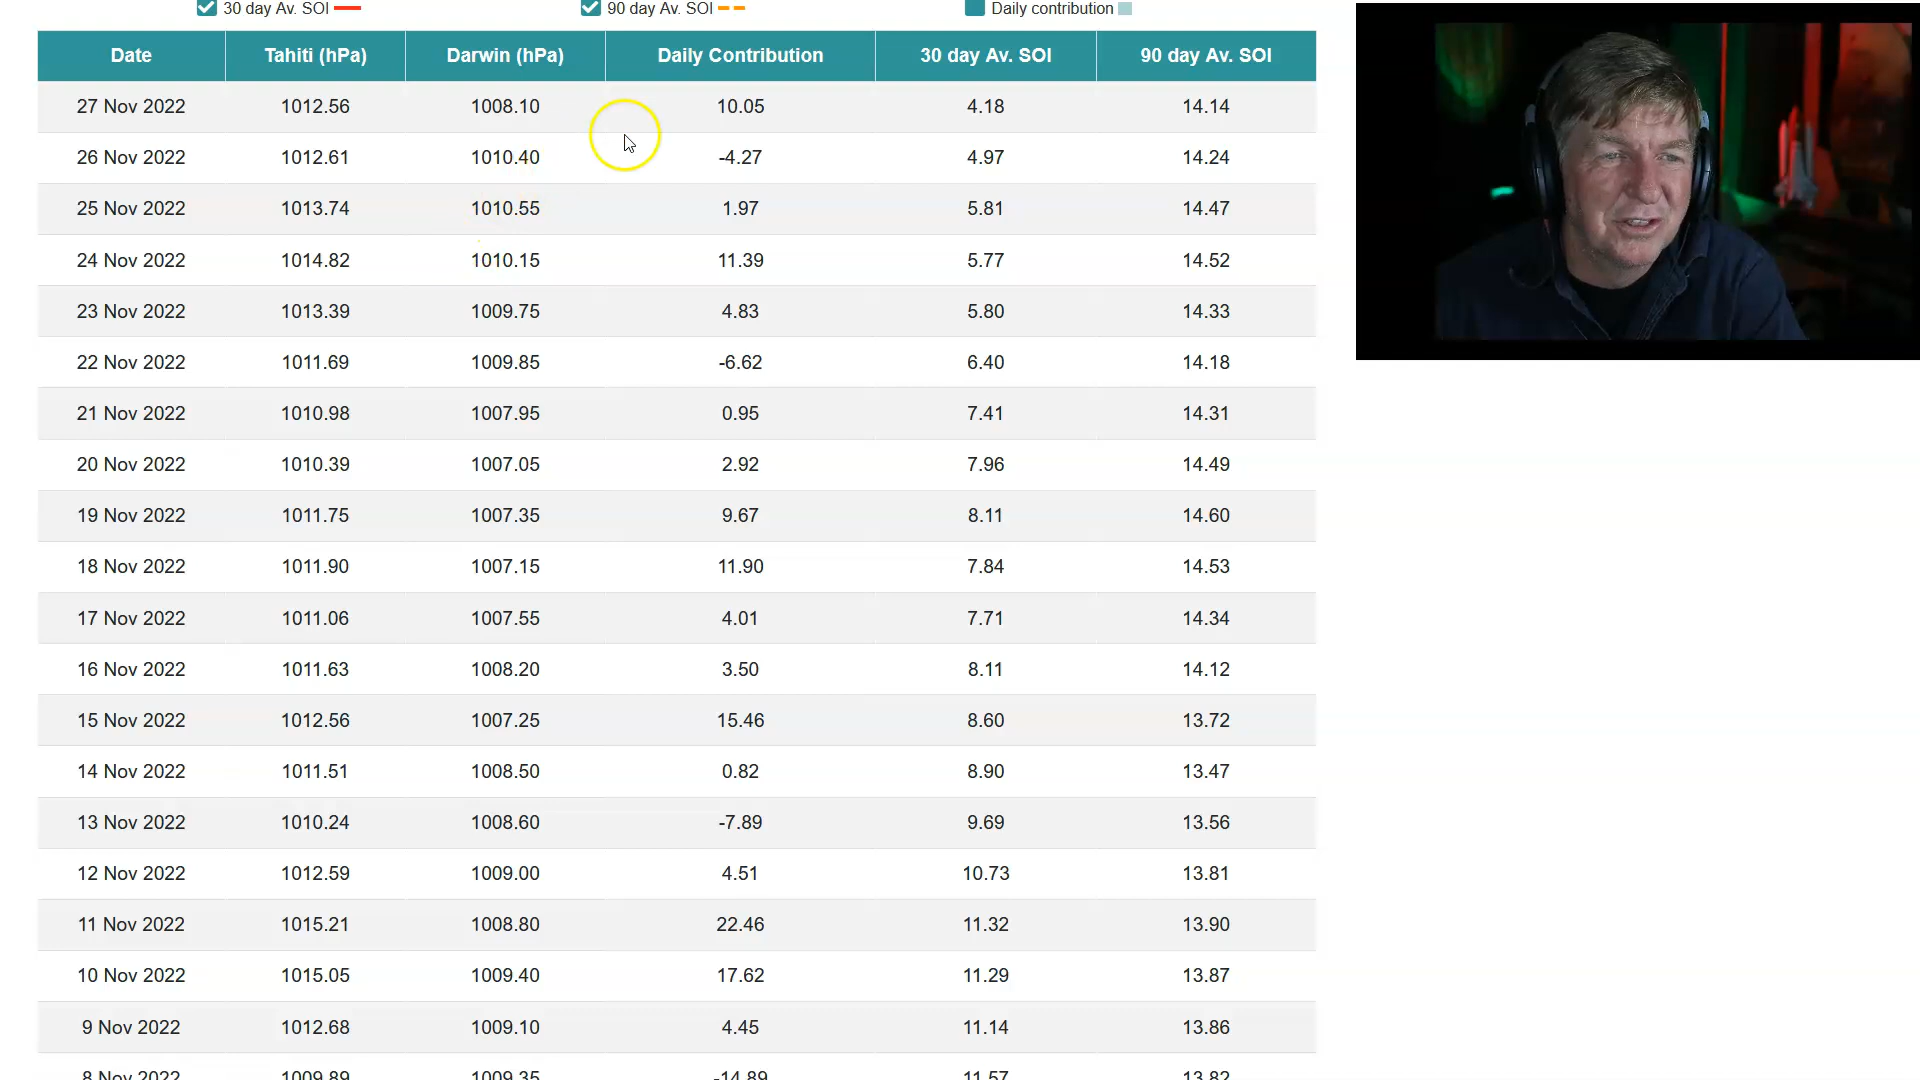 30 day Av. SOI 90 day Av. SOI Daily contribution
Date Tahiti (hPa) Darwin (hPa) Daily Contribution 30 day Av. SOI 90 day Av. SOI
27 Nov 2022 1012.56 1008.10 10.05 4.18 14.14
26 Nov 2022 1012.61 1010.40 -4.27 4.97 14.24
25 Nov 2022 1013.74 1010.55 1.97 5.81 14.47
24 Nov 2022 1014.82 1010.15 11.39 5.77 14.52
23 Nov 2022 1013.39 1009.75 4.83 5.80 14.33
22 Nov 2022 1011.69 1009.85 -6.62 6.40 14.18
21 Nov 2022 1010.98 1007.95 0.95 7.41 14.31
20 Nov 2022 1010.39 1007.05 2.92 7.96 14.49
19 Nov 2022 1011.75 1007.35 9.67 8.11 14.60
18 Nov 2022 1011.90 1007.15 11.90 7.84 14.53
17 Nov 2022 1011.06 1007.55 4.01 7.71 14.34
16 Nov 2022 1011.63 1008.20 3.50 8.11 14.12
15 Nov 2022 1012.56 1007.25 15.46 8.60 13.72
14 Nov 2022 1011.51 1008.50 0.82 8.90 13.47
13 Nov 2022 1010.24 1008.60 -7.89 9.69 13.56
12 Nov 2022 1012.59 1009.00 4.51 10.73 13.81
11 Nov 2022 1015.21 1008.80 22.46 11.32 13.90
10 Nov 2022 1015.05 1009.40 17.62 11.29 13.87
9 Nov 2022 1012.68 1009.10 4.45 11.14 13.86
8 Nov 2022 1009.89 1009.35 -14.89 11.57 13.82